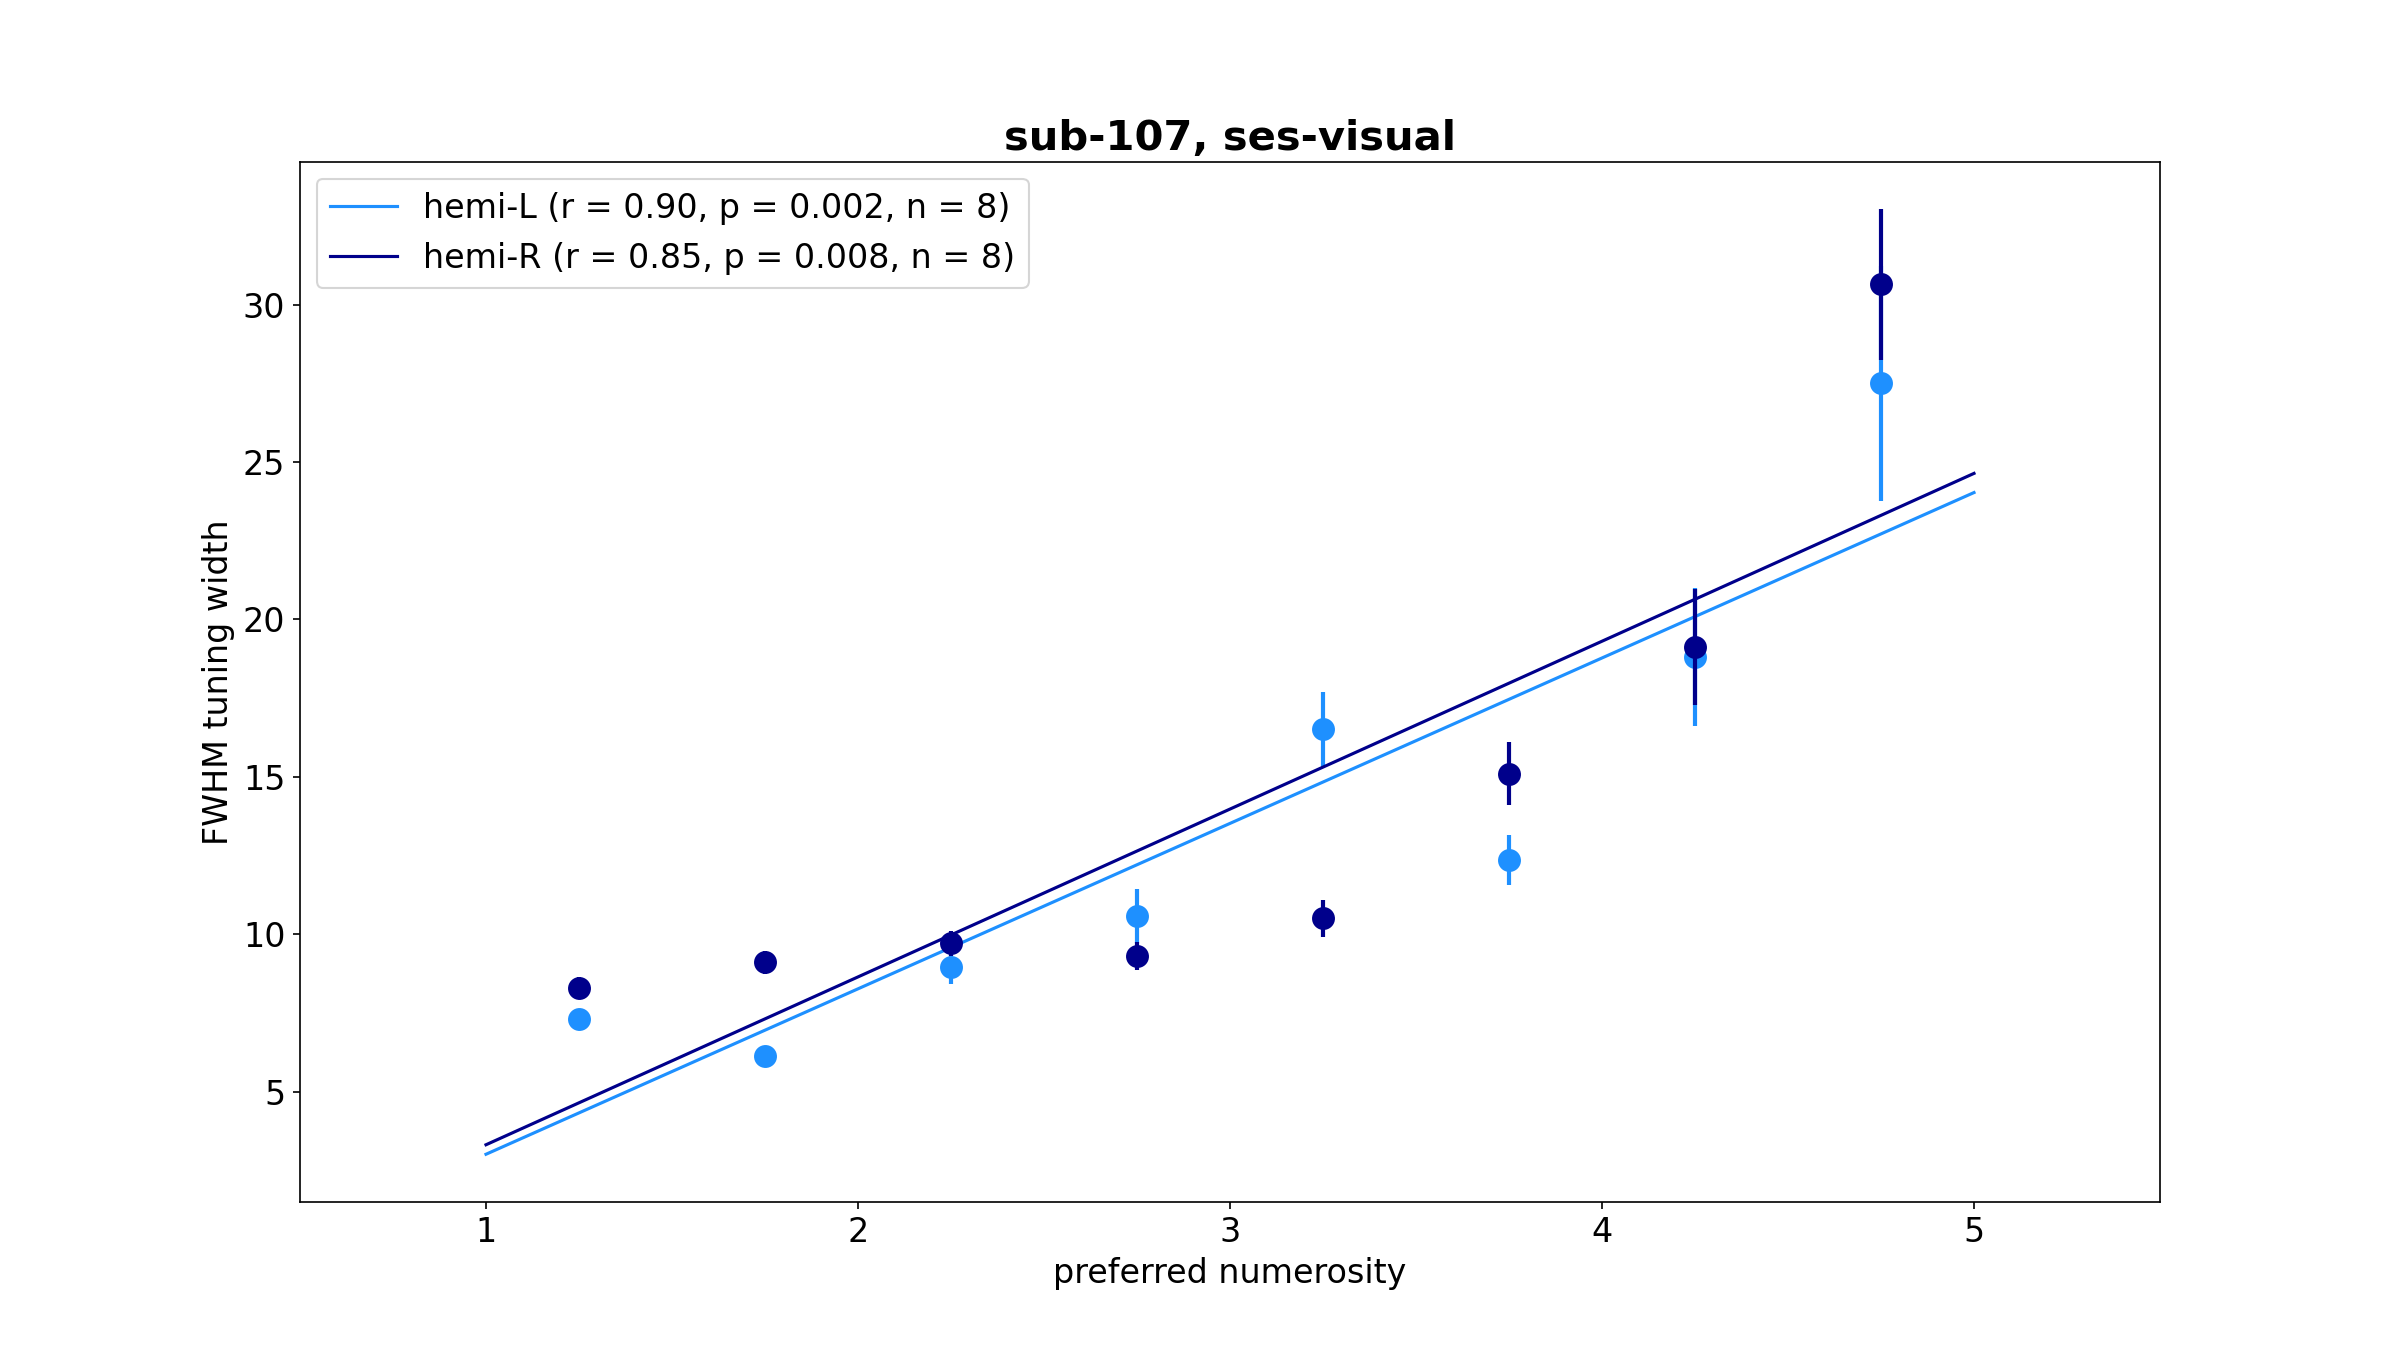 sub-107, ses-visual
hemi-L (r = 0.90, p = 0.002, n = 8)
hemi-R (r = 0.85, p = 0.008, n = 8)
FWHM tuning width
30
25
20
15
10
5
1 2 3 4 5
preferred numerosity